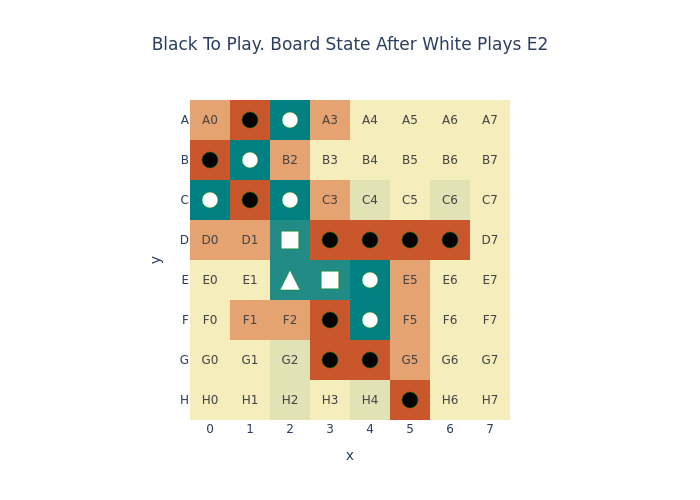 Black To Play. Board State After White Plays E2
A A0 A3 A4 A5 A6 A7
B B2 B3 B4 B5 B6 B7
C C3 C4 C5 C6 C7
D D0 D1 D7
y
E E0 E1 E5 E6 E7
F F0 F1 F2 F5 F6 F7
G G0 G1 G2 G5 G6 G7
H H0 H1 H2 H3 H4 H6 H7
0 1 2 3 4 5 6 7
x